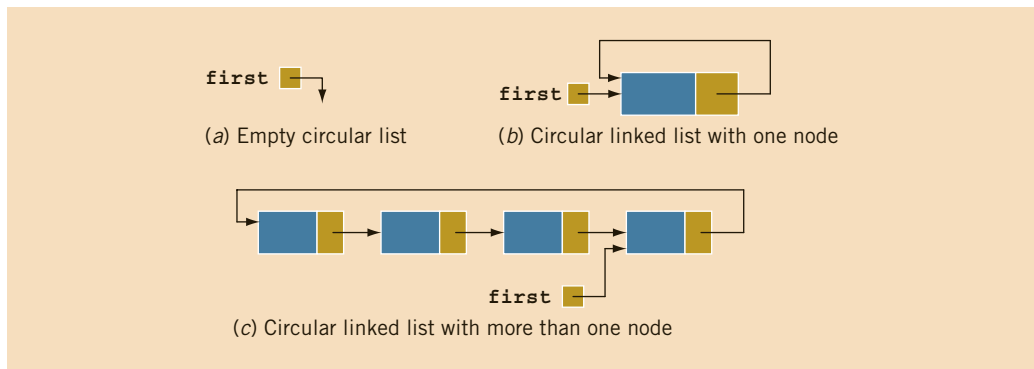 first
(a) Empty circular list
first
(b) Circular linked list with one node
first
(c) Circular linked list with more than one node